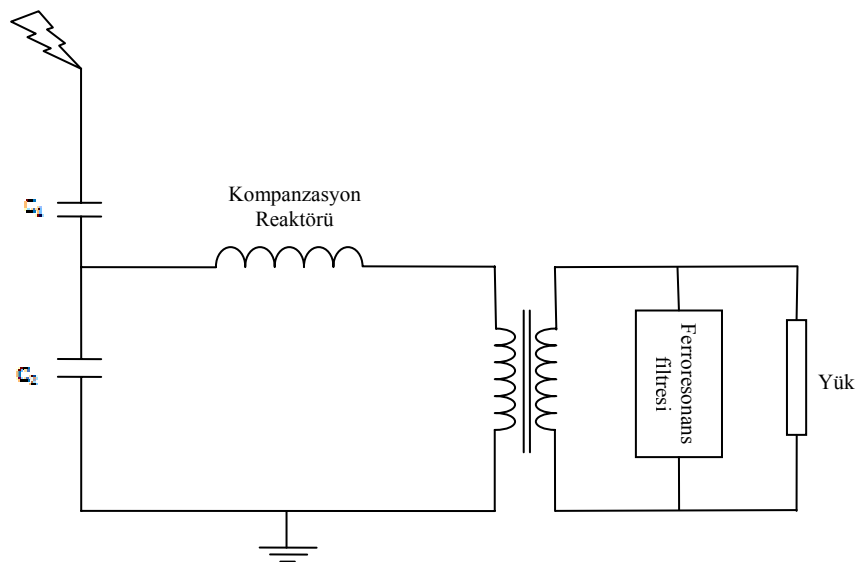 Kompanzasyon
Reaktörü
C₁
C₂
Ferroresonans
filtresi
Yük